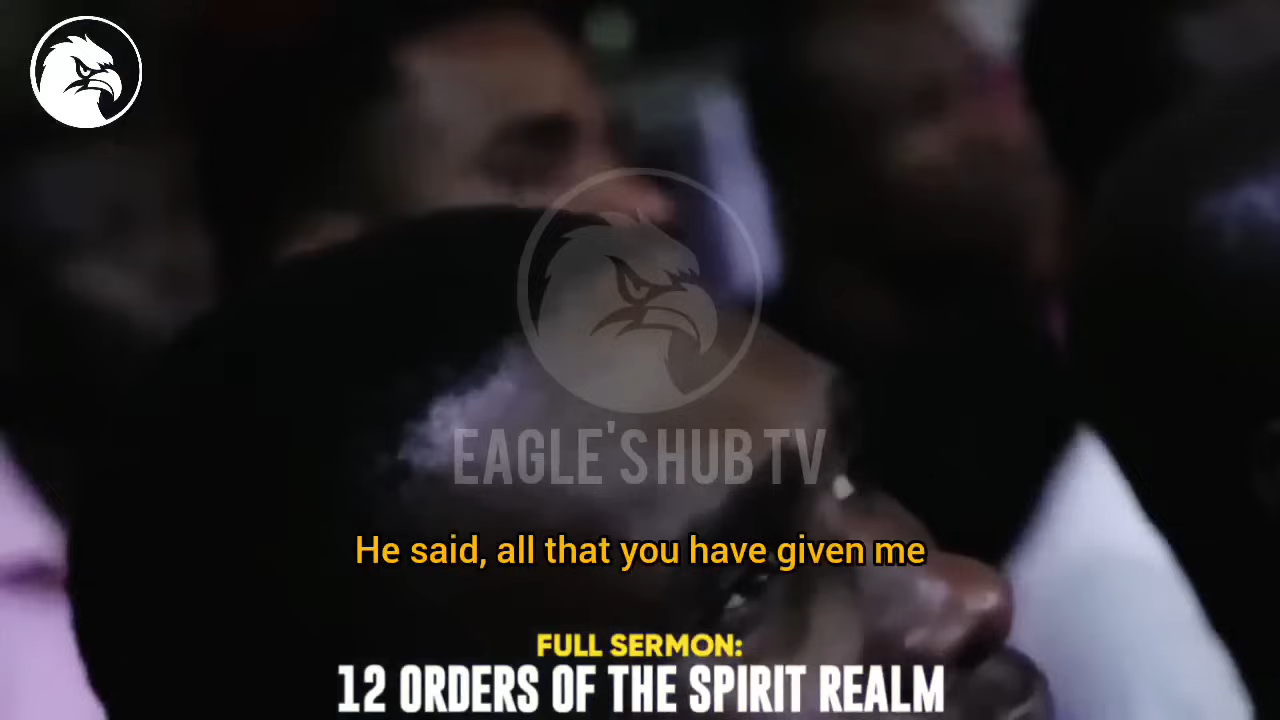 EAGLE'S HUB TV
He said, all that you have given me
FULL SERMON:
12 ORDERS OF THE SPIRIT REALM